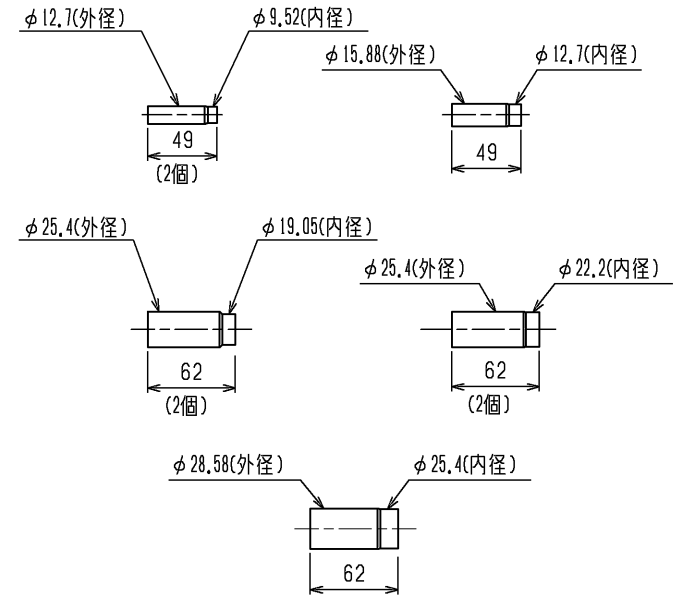 φ12.7(外径)
φ9.52(内径)
49
(2個)
φ15.88(外径)
φ12.7(内径)
49
φ25.4(外径)
φ19.05(内径)
62
(2個)
φ25.4(外径)
φ22.2(内径)
62
(2個)
φ28.58(外径)
φ25.4(内径)
62